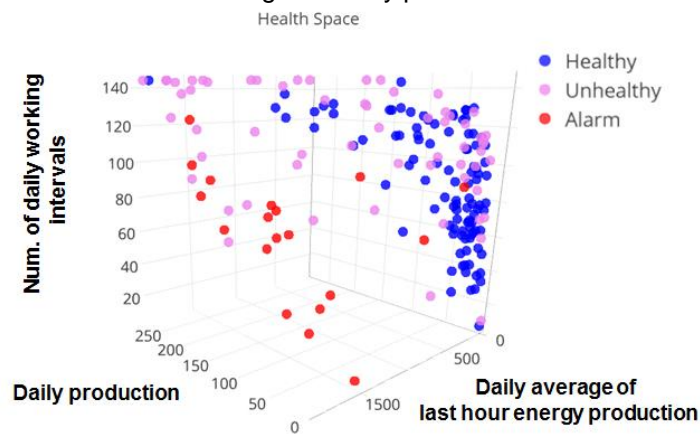 Health Space
Healthy
Unhealthy
Alarm
Num. of daily working
intervals
140
120
100
80
60
40
20
250
200
150
100
50
0
Daily production
0
500
1500
Daily average of
last hour energy production